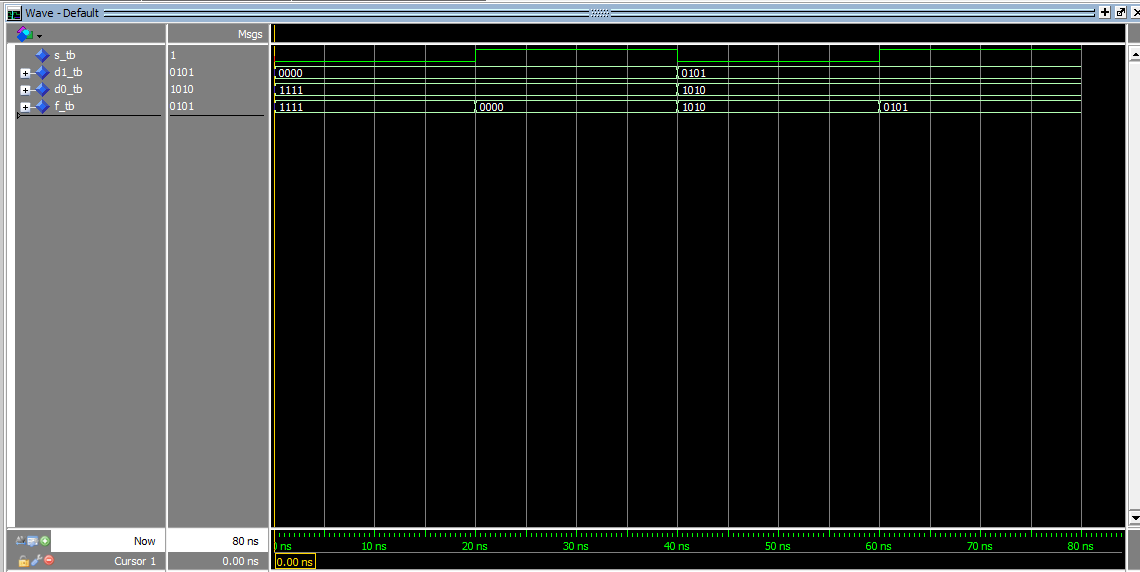 Wave - Default
Msgs
s_tb 1
d1_tb 0101 0000 0101
d0_tb 1010 1111 1010
f_tb 0101 1111 0000 1010 0101
Now 80 ns ns 10 ns 20 ns 30 ns 40 ns 50 ns 60 ns 70 ns 80 ns
Cursor 1 0.00 ns 0.00 ns